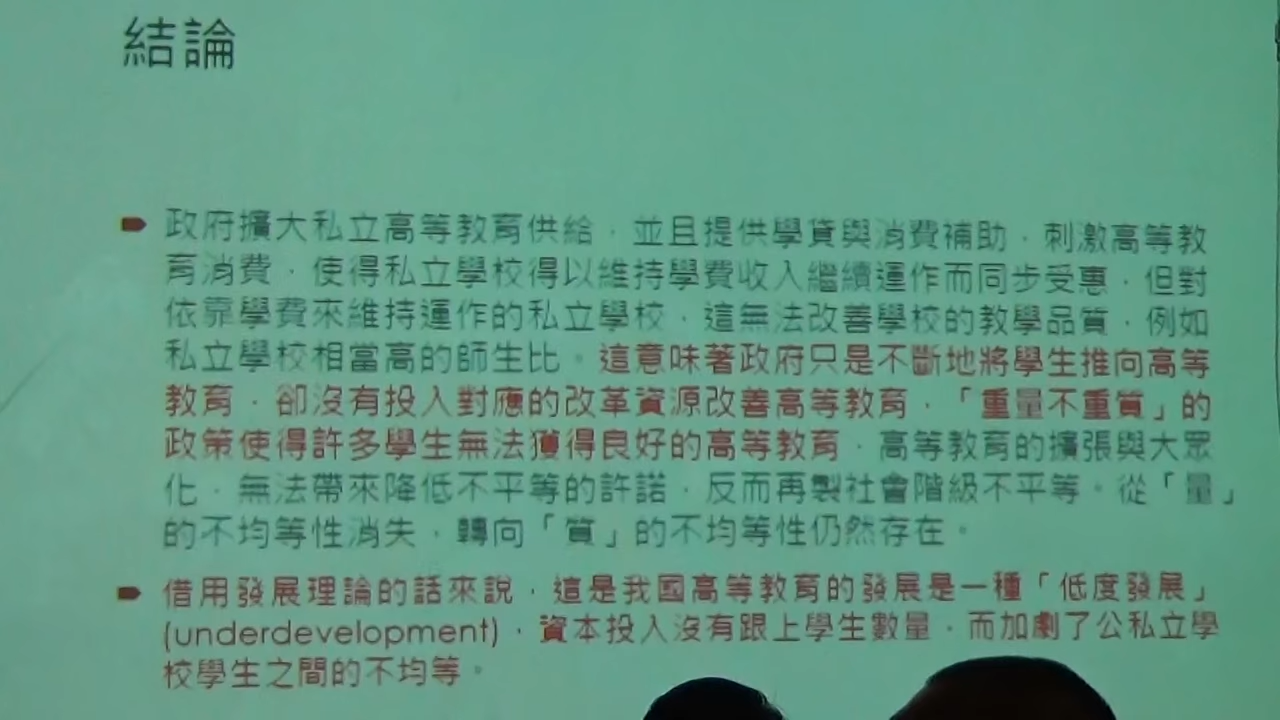 結論
政府擴大私立高等教育供給，並且提供學貸與消費補助，刺激高等教
育消費，使得私立學校得以維持學費收入繼續運作而同步受惠，但對
依靠學費來維持運作的私立學校，這無法改善學校的教學品質，例如
私立學校相當高的師生比。這意味著政府只是不斷地將學生推向高等
教育，卻沒有投入對應的改革資源改善高等教育，「重量不重質」的
政策使得許多學生無法獲得良好的高等教育，高等教育的擴張與大眾
化，無法帶來降低不平等的許諾，反而再製社會階級不平等。從「量」
的不均等性消失，轉向「質」的不均等性仍然存在。
借用發展理論的話來說，這是我國高等教育的發展是一種「低度發展」
(underdevelopment)，資本投入沒有跟上學生數量，而加劇了公私立學
校學生之間的不均等。